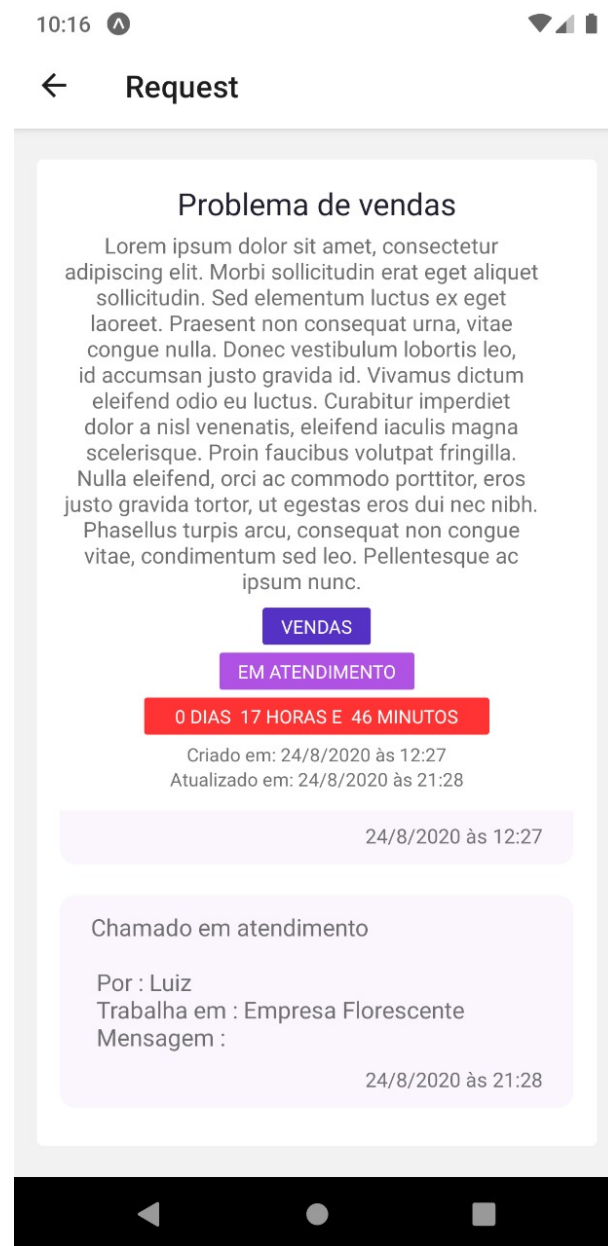 10:16
Request
Problema de vendas
Lorem ipsum dolor sit amet, consectetur
adipiscing elit. Morbi sollicitudin erat eget aliquet
sollicitudin. Sed elementum luctus ex eget
laoreet. Praesent non consequat urna, vitae
congue nulla. Donec vestibulum lobortis leo,
id accumsan justo gravida id. Vivamus dictum
eleifend odio eu luctus. Curabitur imperdiet
dolor a nisl venenatis, eleifend iaculis magna
scelerisque. Proin faucibus volutpat fringilla.
Nulla eleifend, orci ac commodo porttitor, eros
justo gravida tortor, ut egestas eros dui nec nibh.
Phasellus turpis arcu, consequat non congue
vitae, condimentum sed leo. Pellentesque ac
ipsum nunc.
VENDAS
EM ATENDIMENTO
0 DIAS 17 HORAS E 46 MINUTOS
Criado em: 24/8/2020 às 12:27
Atualizado em: 24/8/2020 às 21:28
24/8/2020 às 12:27
Chamado em atendimento
Por : Luiz
Trabalha em : Empresa Florescente
Mensagem :
24/8/2020 às 21:28